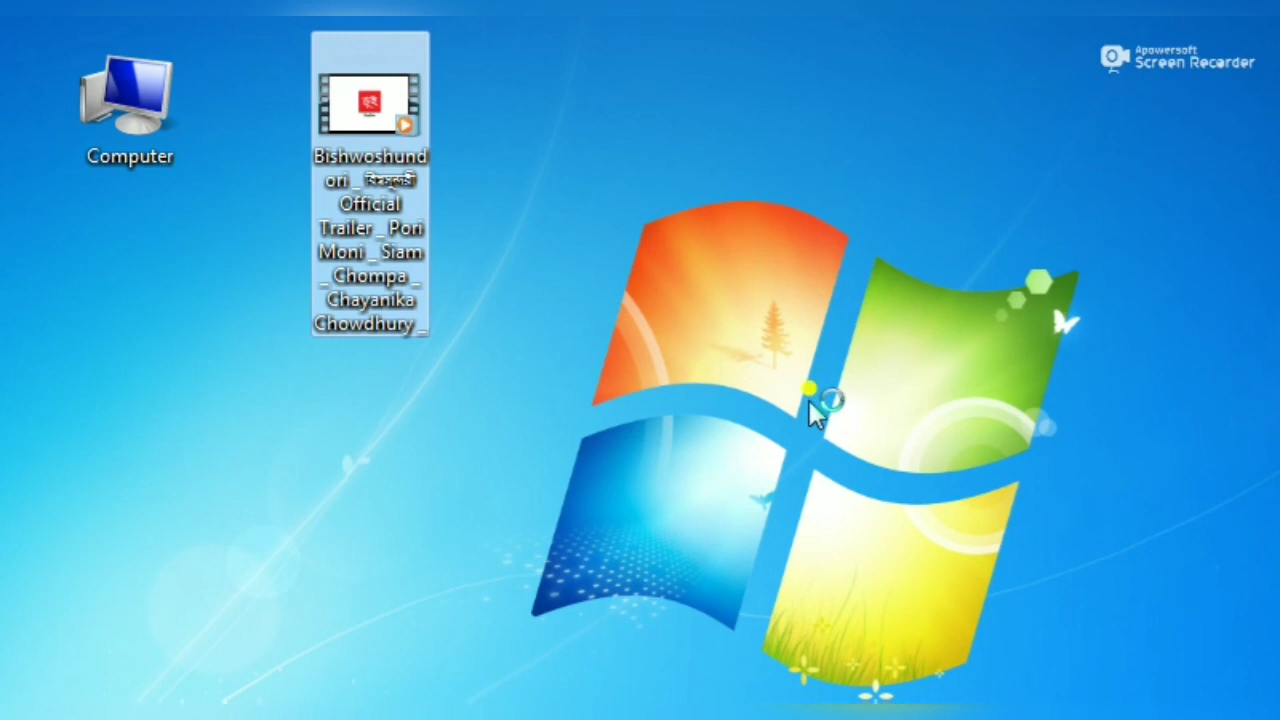 Apowersoft
Screen Recorder
Computer
Bishwoshund
ori _ বিশ্বসুন্দরী
Official
Trailer _ Pori
Moni _ Siam
_ Chompa _
Chayanika
Chowdhury _